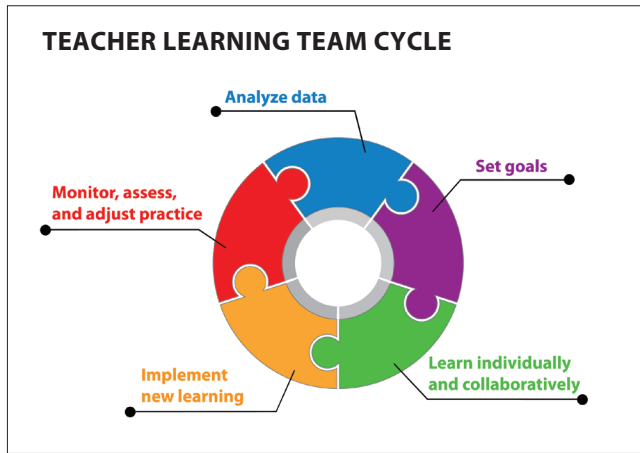 TEACHER LEARNING TEAM CYCLE
Analyze data
Set goals
Learn individually
and collaboratively
Implement
new learning
Monitor, assess,
and adjust practice